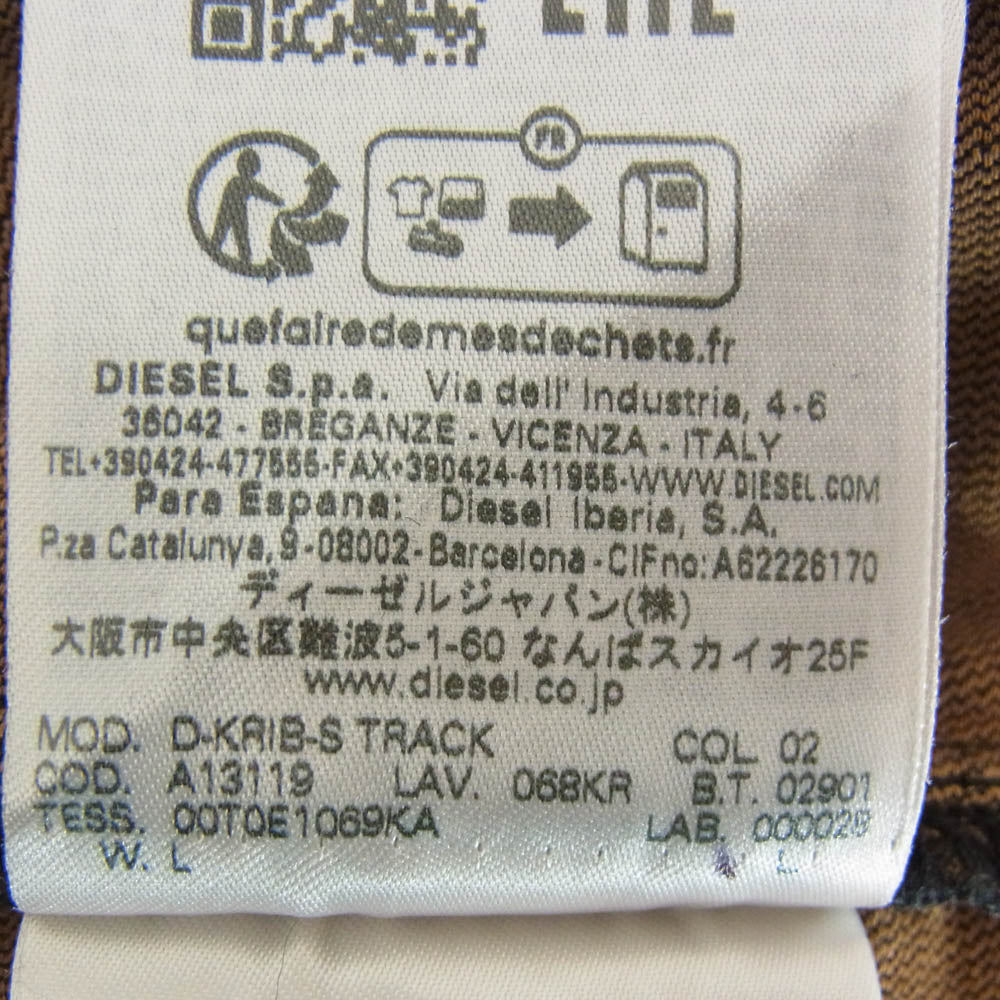 FR
quefairedemesdechets.fr
DIESEL S.p.a. Via dell' Industria, 4-6
36042 - BREGANZE - VICENZA - ITALY
TEL+390424-477555-FAX+390424-411955-WWW.DIESEL.COM
Para Espana: Diesel Iberia, S.A.
P.za Catalunya, 9-08002-Barcelona-CIFno:A62226170
ディーゼルジャパン(株)
大阪市中央区難波5-1-60 なんばスカイオ25F
www.diesel.co.jp
MOD. D-KRIB-S TRACK COL 02
COD. A13119 LAV. 068KR B.T. 02901
TESS. 00T0E1069KA LAB. 000029
W. L L